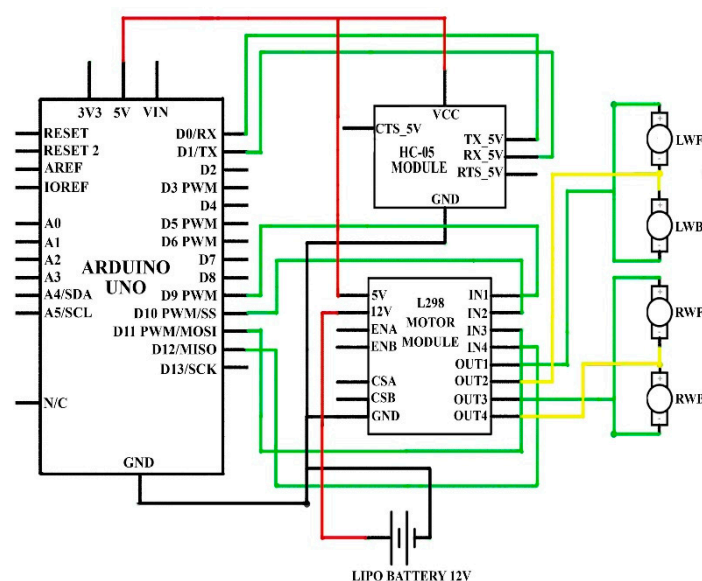 3V3
5V
VIN
RESET
RESET 2
AREF
IOREF
A0
A1
A2
A3
A4/SDA
A5/SCL
N/C
ARDUINO
UNO
D0/RX
D1/TX
D2
D3 PWM
D4
D5 PWM
D6 PWM
D7
D8
D9 PWM
D10 PWM/SS
D11 PWM/MOSI
D12/MISO
D13/SCK
GND
VCC
CTS_5V
HC-05
MODULE
TX_5V
RX_5V
RTS_5V
GND
5V
12V
ENA
ENB
CSA
CSB
GND
L298
MOTOR
MODULE
IN1
IN2
IN3
IN4
OUT1
OUT2
OUT3
OUT4
LWF
LWB
RWF
RWB
LIPO BATTERY 12V